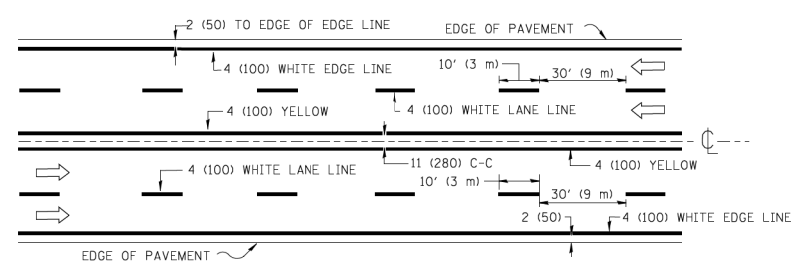 2 (50) TO EDGE OF EDGE LINE
EDGE OF PAVEMENT
4 (100) WHITE EDGE LINE
10' (3 m)
30' (9 m)
4 (100) YELLOW
4 (100) WHITE LANE LINE
℄
4 (100) WHITE LANE LINE
11 (280) C-C
4 (100) YELLOW
10' (3 m)
30' (9 m)
2 (50)
4 (100) WHITE EDGE LINE
EDGE OF PAVEMENT